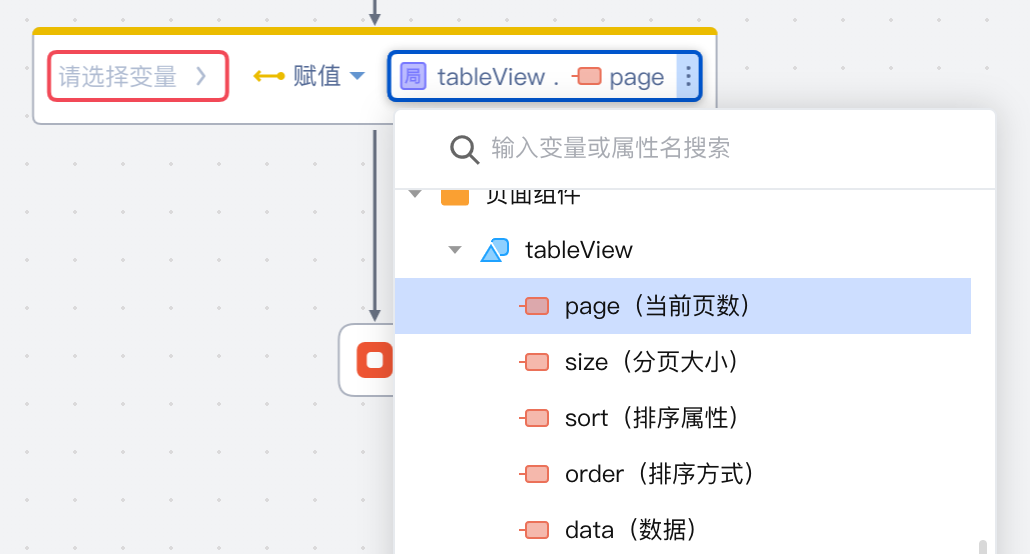 请选择变量 赋值 局 tableView . page
输入变量或属性名搜索
页面组件
tableView
page（当前页数）
size（分页大小）
sort（排序属性）
order（排序方式）
data（数据）